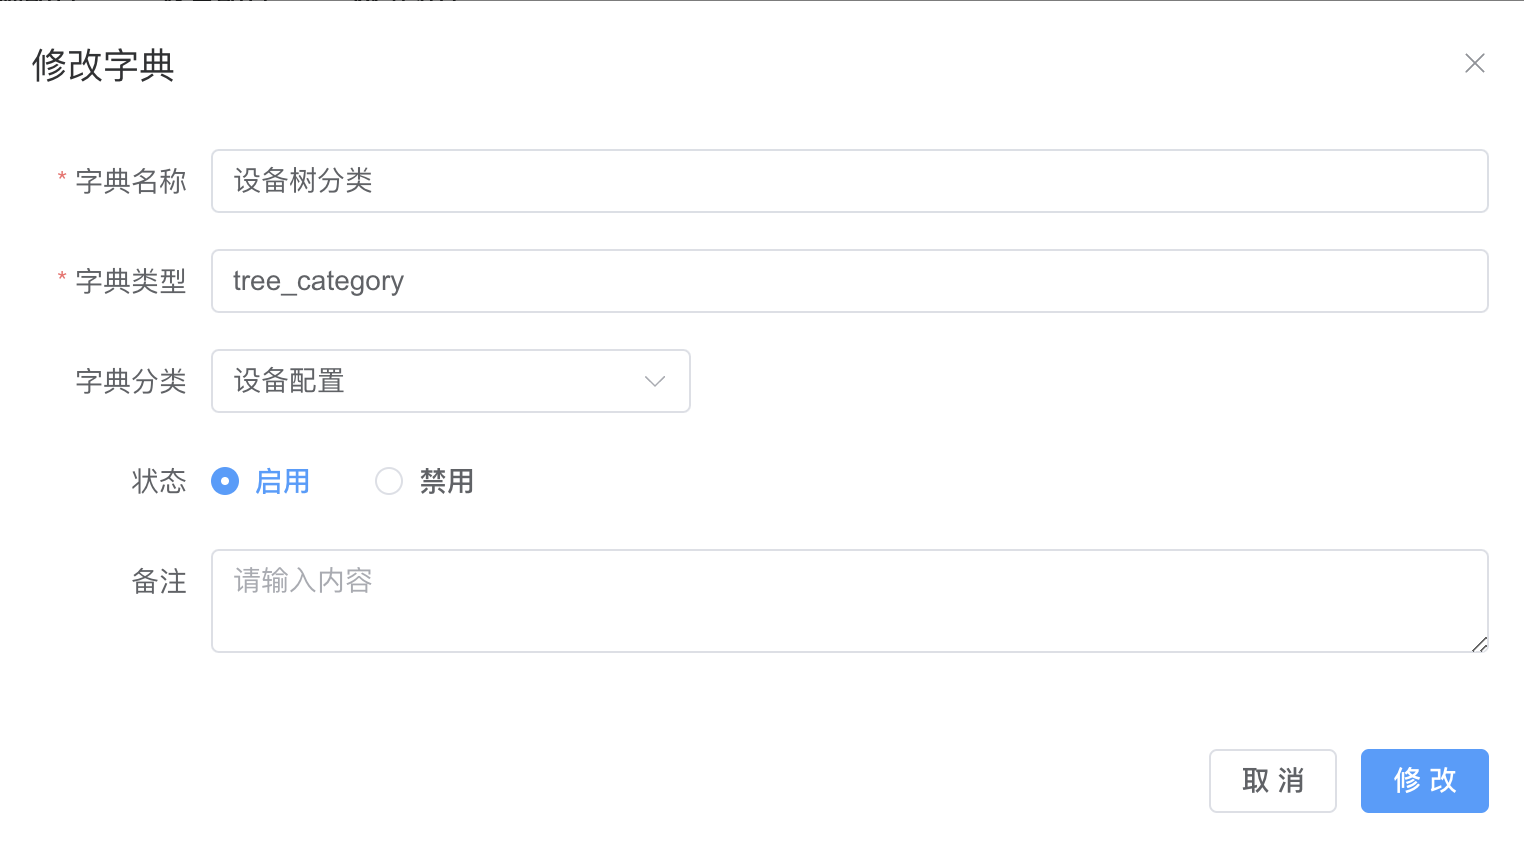 修改字典
* 字典名称 设备树分类
* 字典类型 tree_category
字典分类 设备配置
状态 启用 禁用
备注 请输入内容
取 消 修 改